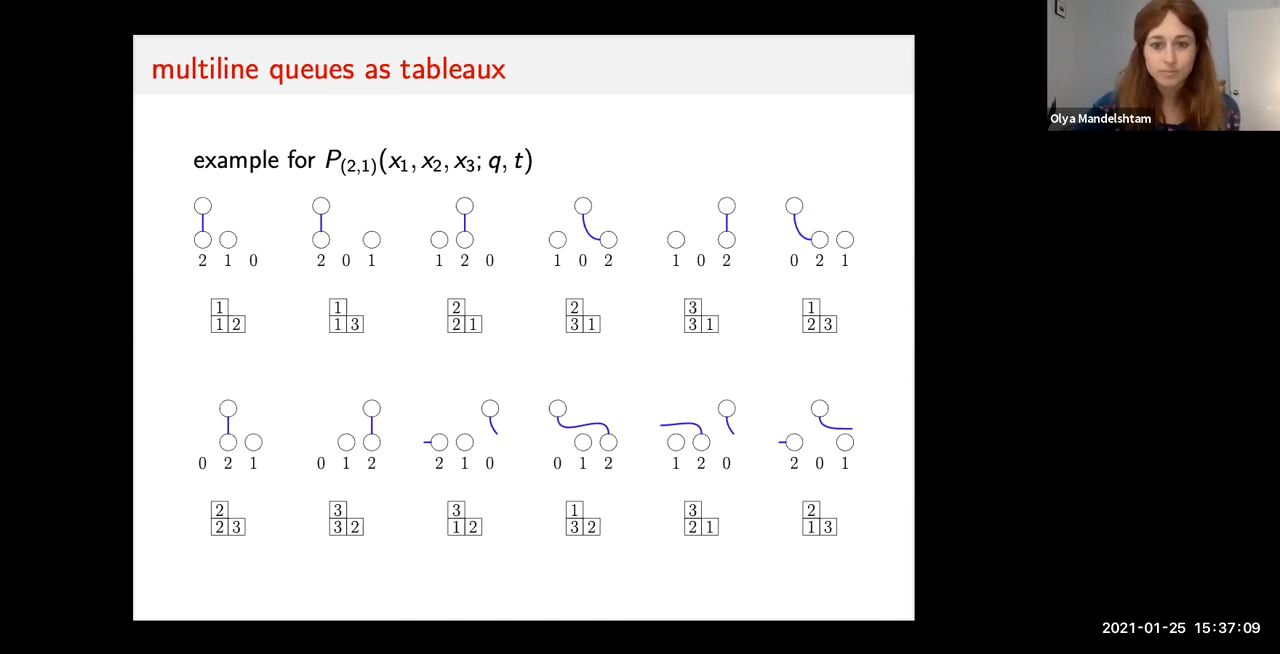 multiline queues as tableaux
Olya Mandelshtam
example for P(2,1)(x1, x2, x3; q, t)
2 1 0 2 0 1 1 2 0 1 0 2 1 0 2 0 2 1
1 1 2 2 3 1
1 2 1 3 2 1 3 1 3 1 2 3
0 2 1 0 1 2 2 1 0 0 1 2 1 2 0 2 0 1
2 3 3 1 3 2
2 3 3 2 1 2 3 2 2 1 1 3
2021-01-25 15:37:09